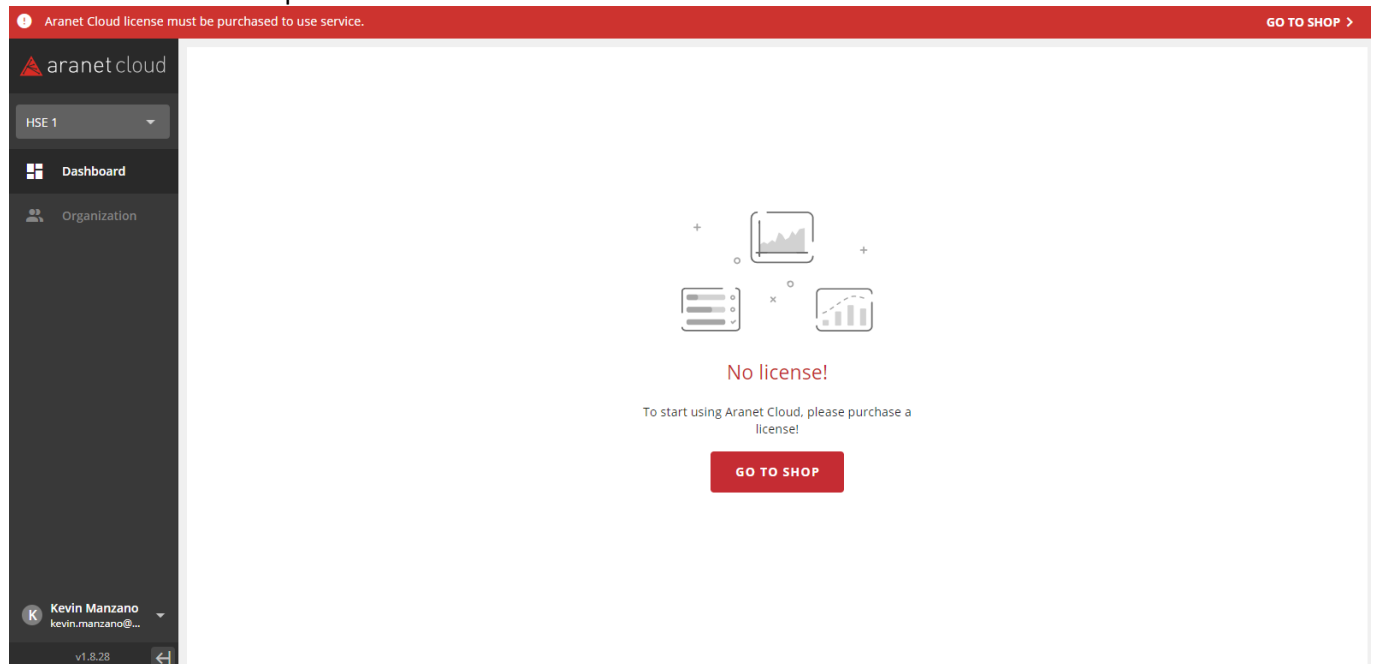 Aranet Cloud license must be purchased to use service.
GO TO SHOP
aranet cloud
HSE 1
Dashboard
Organization
No license!
To start using Aranet Cloud, please purchase a
license!
GO TO SHOP
K
Kevin Manzano
kevin.manzano@...
v1.8.28